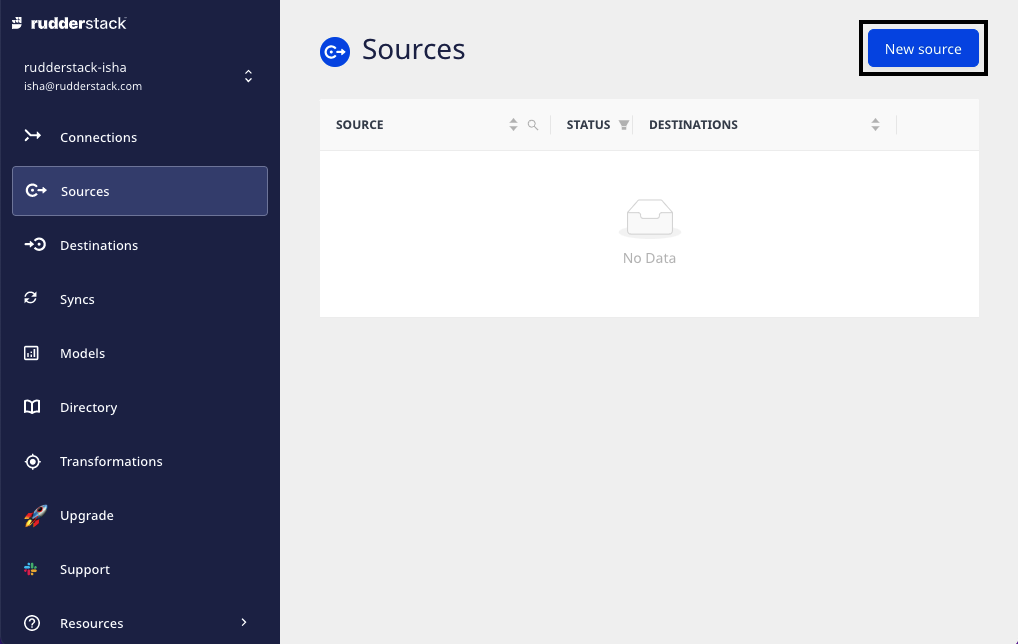 rudderstack
rudderstack-isha
isha@rudderstack.com
Connections
Sources
Destinations
Syncs
Models
Directory
Transformations
Upgrade
Support
Resources
Sources
New source
SOURCE STATUS DESTINATIONS
No Data